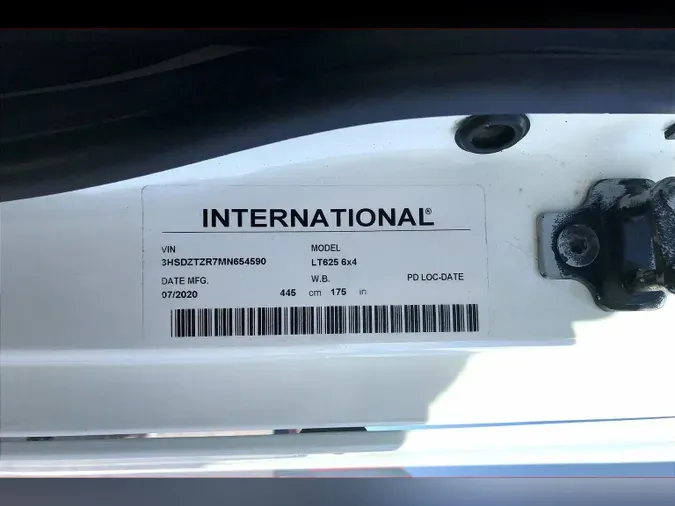 INTERNATIONAL®
VIN MODEL
3HSDZTZR7MN654590 LT625 6x4
DATE MFG. W.B. PD LOC-DATE
07/2020 445 cm 175 in